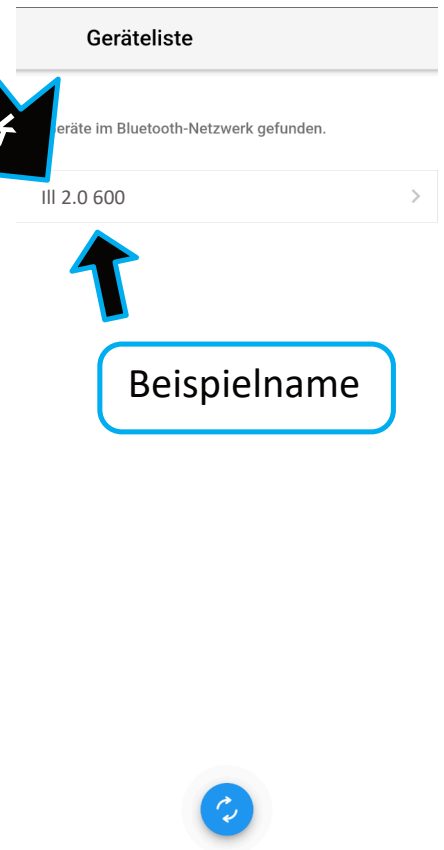 Geräteliste
eräte im Bluetooth-Netzwerk gefunden.
Ill 2.0 600
Beispielname